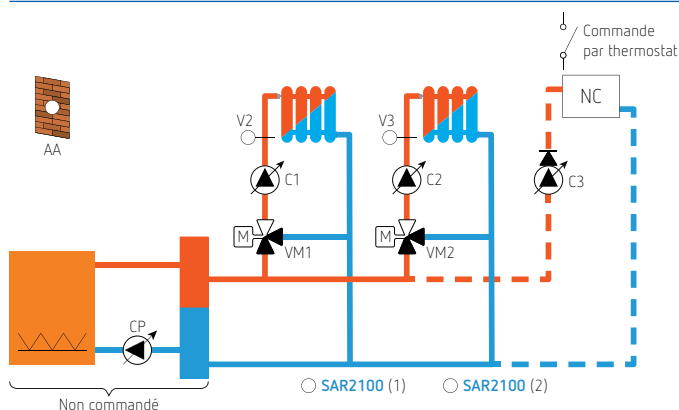 Commande
par thermostat
NC
AA
V2
V3
C1
C2
C3
M
VM1
M
VM2
CP
SAR2100 (1)
SAR2100 (2)
Non commandé